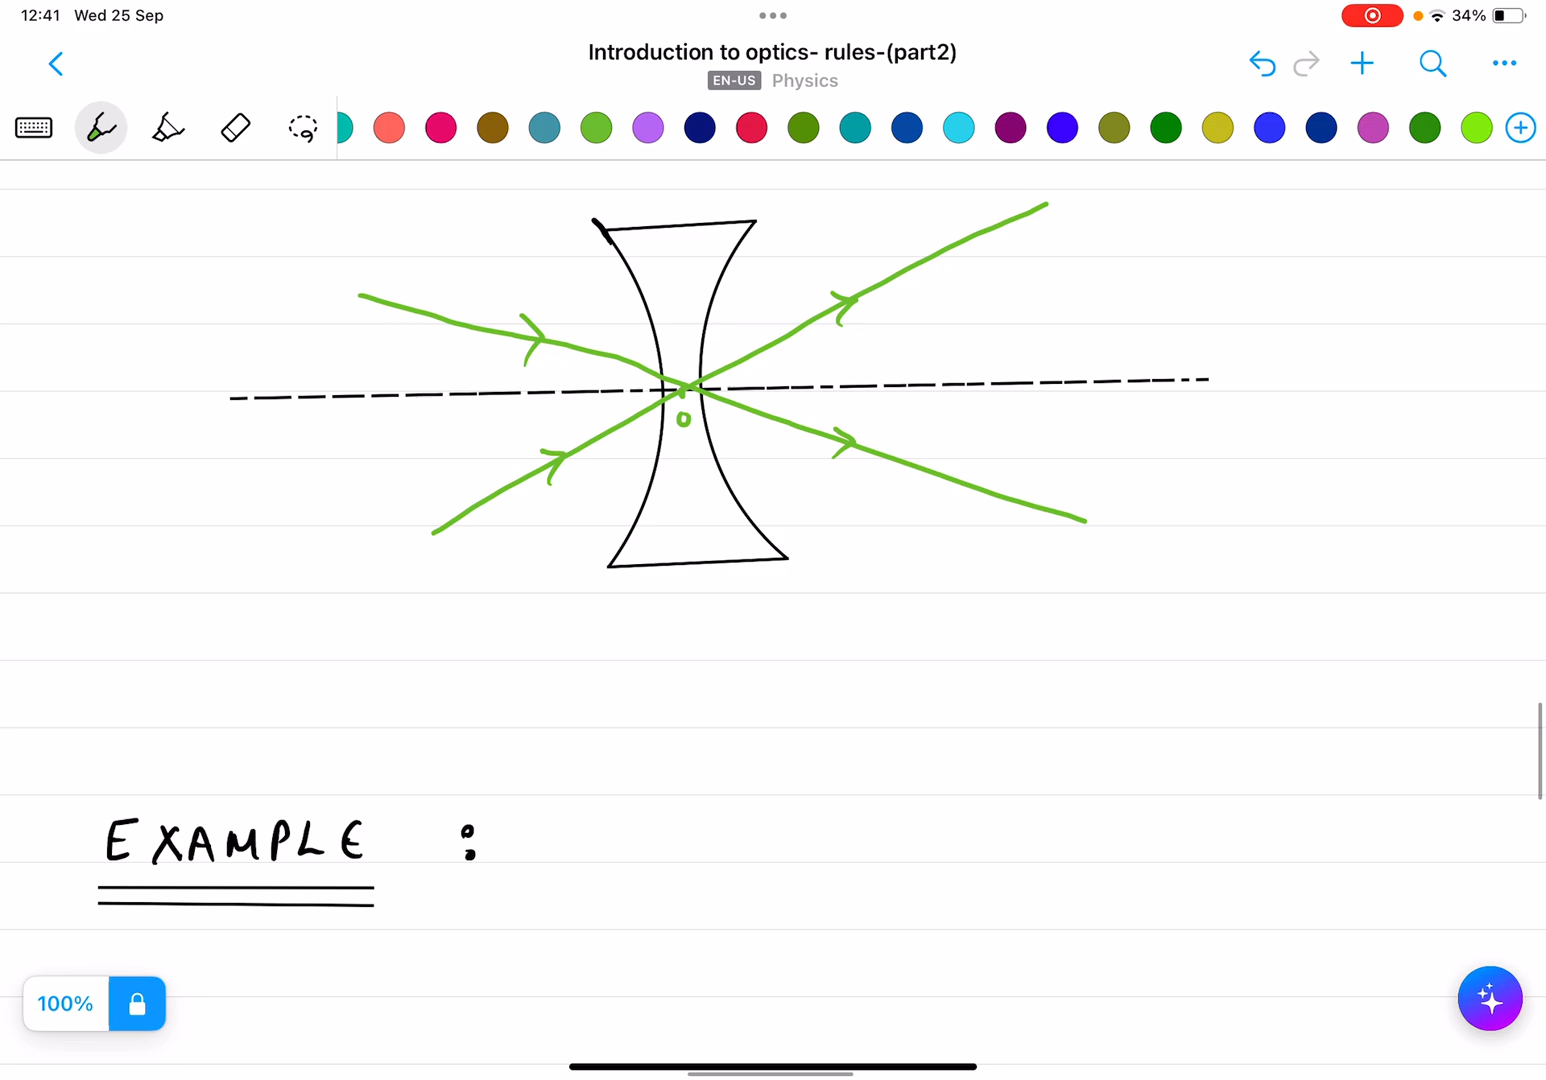 12:41 Wed 25 Sep 34%
Introduction to optics- rules-(part2)
EN-US Physics
O
EXAMPLE :
100%